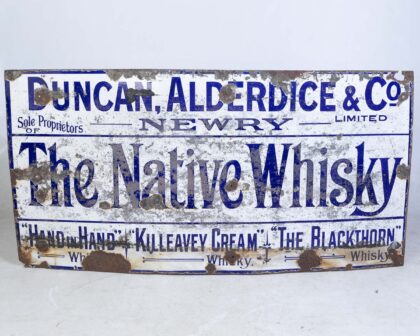 DUNCAN, ALDERDICE & Co
LIMITED
Sole Proprietors
OF
NEWRY
The Native Whisky
"HAND IN HAND" "KILLEAVEY CREAM" "THE BLACKTHORN"
Whisky. Whisky